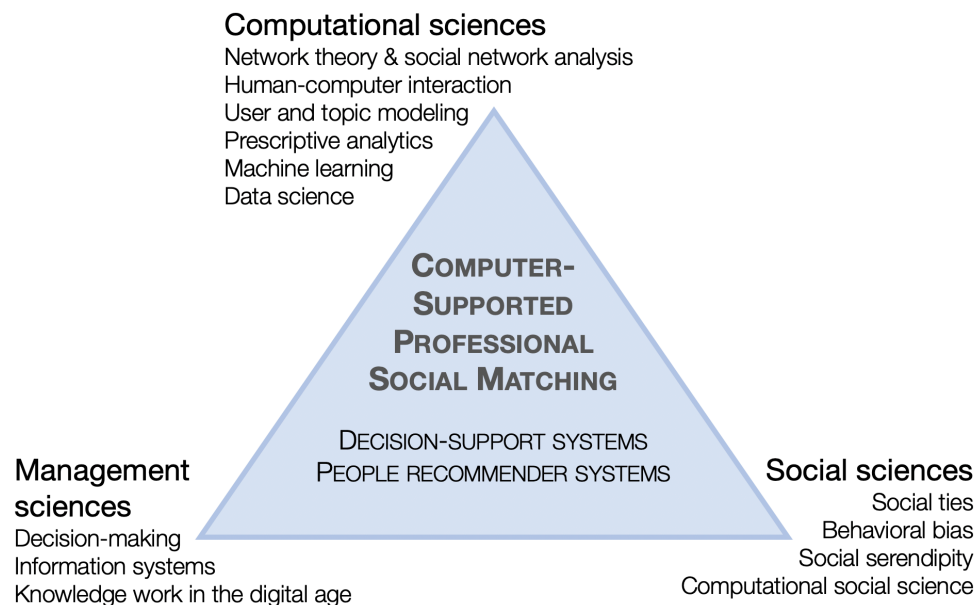 Computational sciences
Network theory & social network analysis
Human-computer interaction
User and topic modeling
Prescriptive analytics
Machine learning
Data science
COMPUTER-
SUPPORTED
PROFESSIONAL
SOCIAL MATCHING
DECISION-SUPPORT SYSTEMS
PEOPLE RECOMMENDER SYSTEMS
Management
sciences
Decision-making
Information systems
Knowledge work in the digital age
Social sciences
Social ties
Behavioral bias
Social serendipity
Computational social science